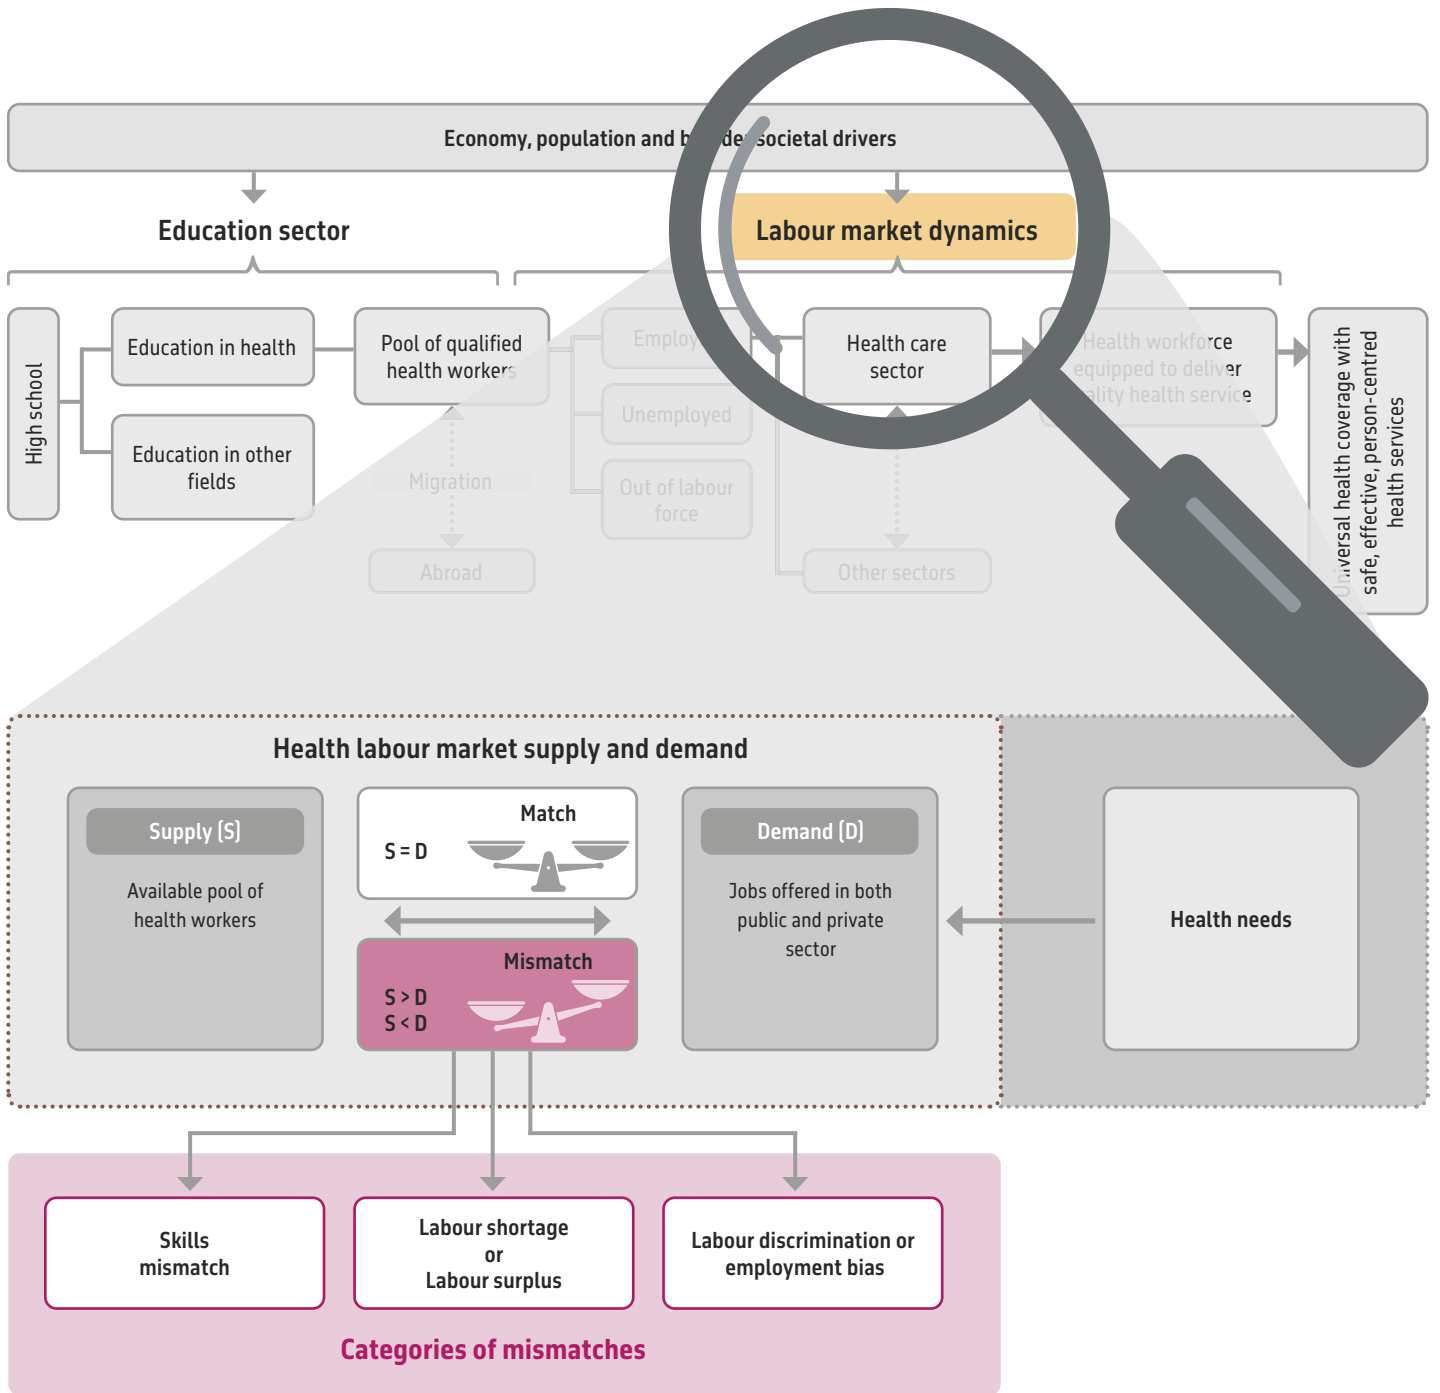 Economy, population and b der societal drivers
Education sector
Labour market dynamics
High school
Education in health
Education in other
fields
Pool of qualified
health workers
Migration
Abroad
Employ
Unemployed
Out of labour
force
Health care
sector
Other sectors
Health workforce
equipped to deliver
ality health service
Universal health coverage with
safe, effective, person-centred
health services
Health labour market supply and demand
Supply (S)
Available pool of
health workers
Match
S = D
Mismatch
S > D
S < D
Demand (D)
Jobs offered in both
public and private
sector
Health needs
Skills
mismatch
Labour shortage
or
Labour surplus
Labour discrimination or
employment bias
Categories of mismatches